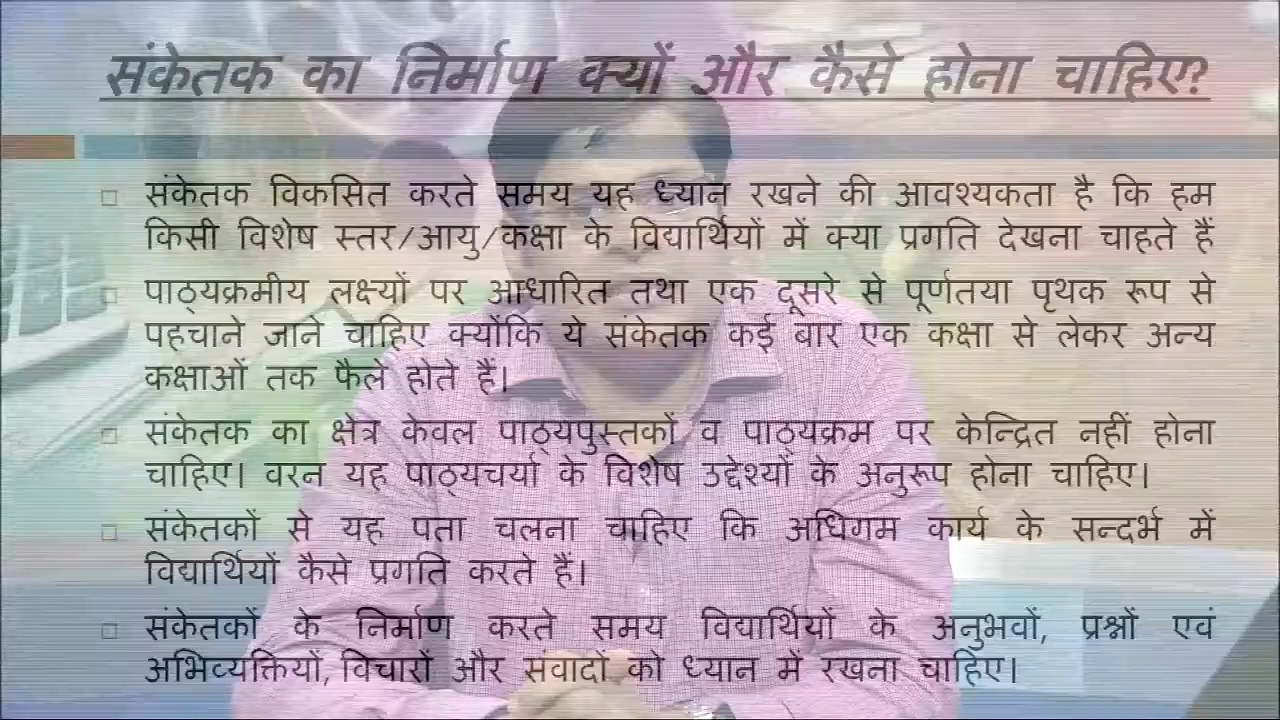 संकेतक का निर्माण क्यों और कैसे होना चाहिए?
संकेतक विकसित करते समय यह ध्यान रखने की आवश्यकता है कि हम
किसी विशेष स्तर/आयु/कक्षा के विद्यार्थियों में क्या प्रगति देखना चाहते हैं
पाठ्यक्रमीय लक्ष्यों पर आधारित तथा एक दूसरे से पूर्णतया पृथक रूप से
पहचाने जाने चाहिए क्योंकि ये संकेतक कई बार एक कक्षा से लेकर अन्य
कक्षाओं तक फैले होते हैं।
संकेतक का क्षेत्र केवल पाठ्यपुस्तकों व पाठ्यक्रम पर केन्द्रित नहीं होना
चाहिए। वरन यह पाठ्यचर्या के विशेष उद्देश्यों के अनुरूप होना चाहिए।
संकेतकों से यह पता चलना चाहिए कि अधिगम कार्य के सन्दर्भ में
विद्यार्थियों कैसे प्रगति करते हैं।
संकेतकों के निर्माण करते समय विद्यार्थियों के अनुभवों, प्रश्नों एवं
अभिव्यक्तियों, विचारों और संवादों को ध्यान में रखना चाहिए।